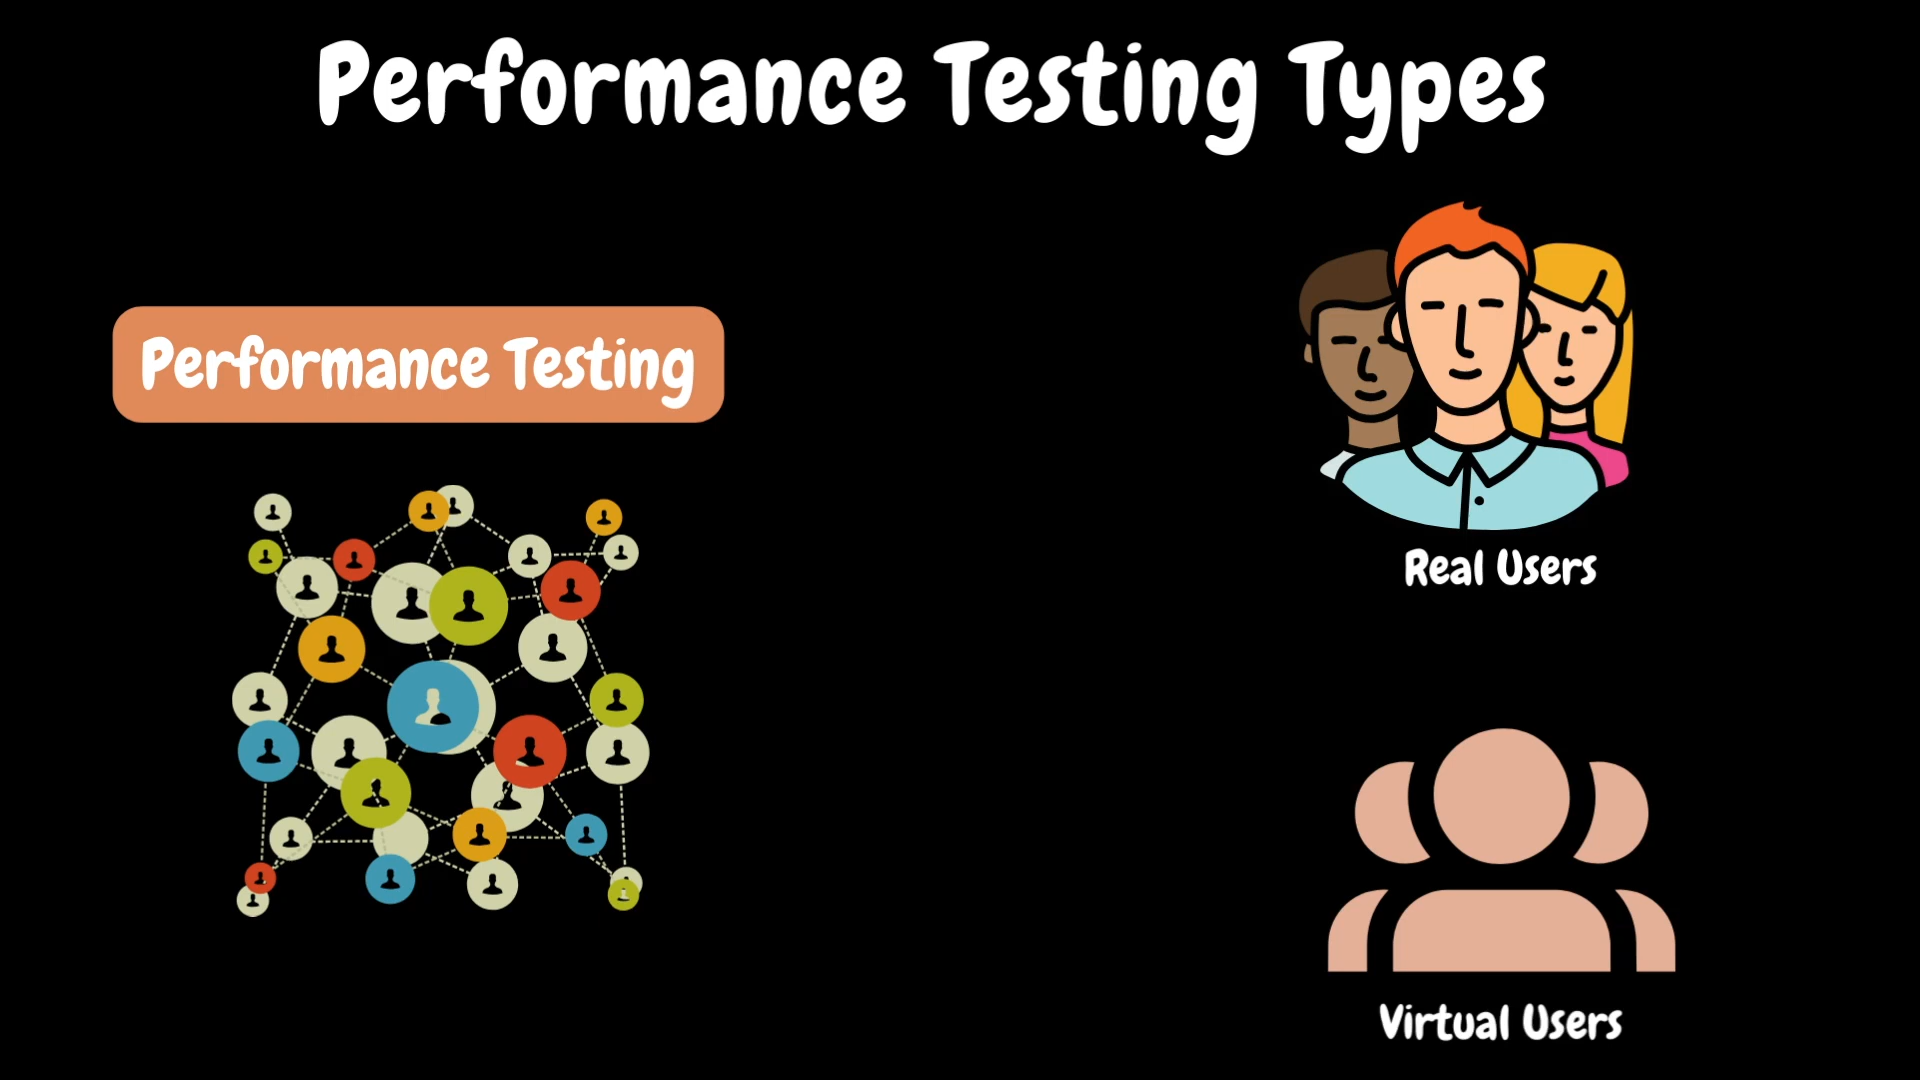 Performance Testing Types
Performance Testing
Real Users
Virtual Users